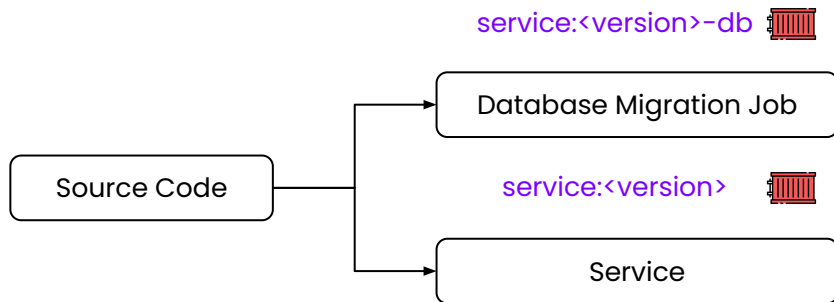 service:<version>-db
Database Migration Job
Source Code
service:<version>
Service